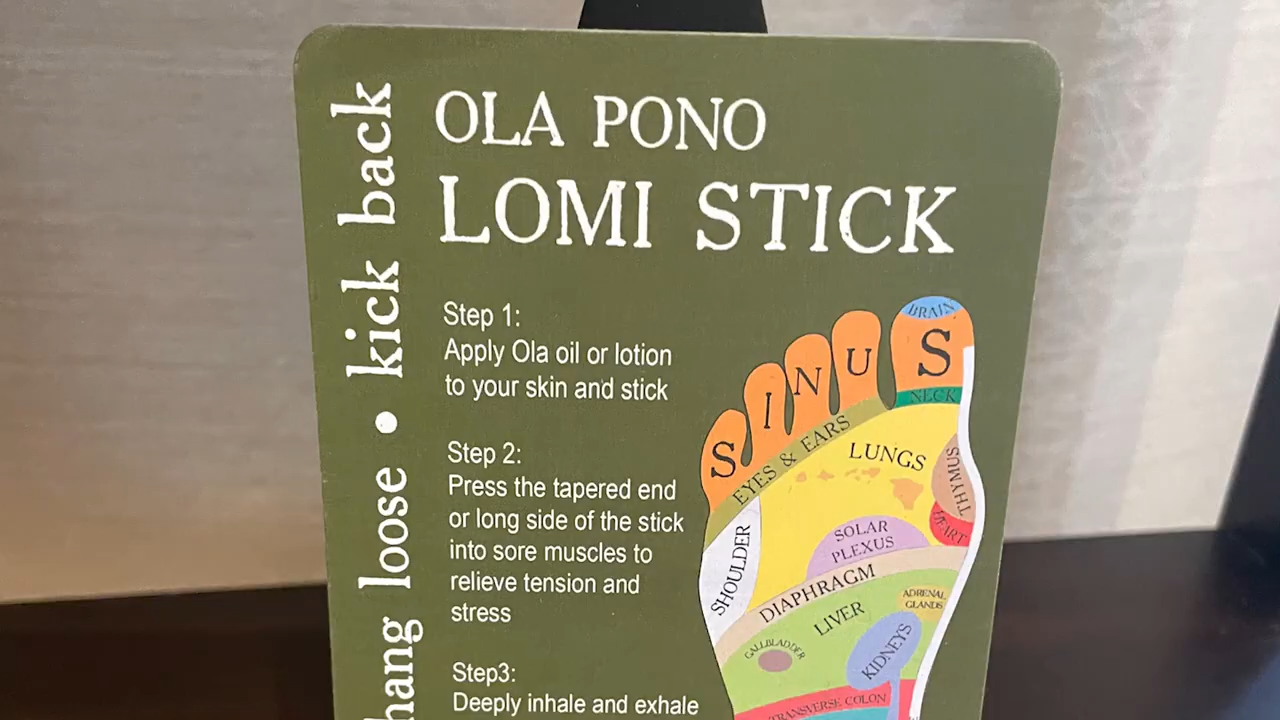 hang loose • kick back
OLA PONO
LOMI STICK
Step 1:
Apply Ola oil or lotion
to your skin and stick
Step 2:
Press the tapered end
or long side of the stick
into sore muscles to
relieve tension and
stress
Step3:
Deeply inhale and exhale
BRAIN
SINUS
NECK
EYES & EARS
LUNGS
THYMUS
HEART
SOLAR
PLEXUS
SHOULDER
DIAPHRAGM
ADRENAL
GLANDS
LIVER
GALLBLADDER
KIDNEYS
TRANSVERSE COLON